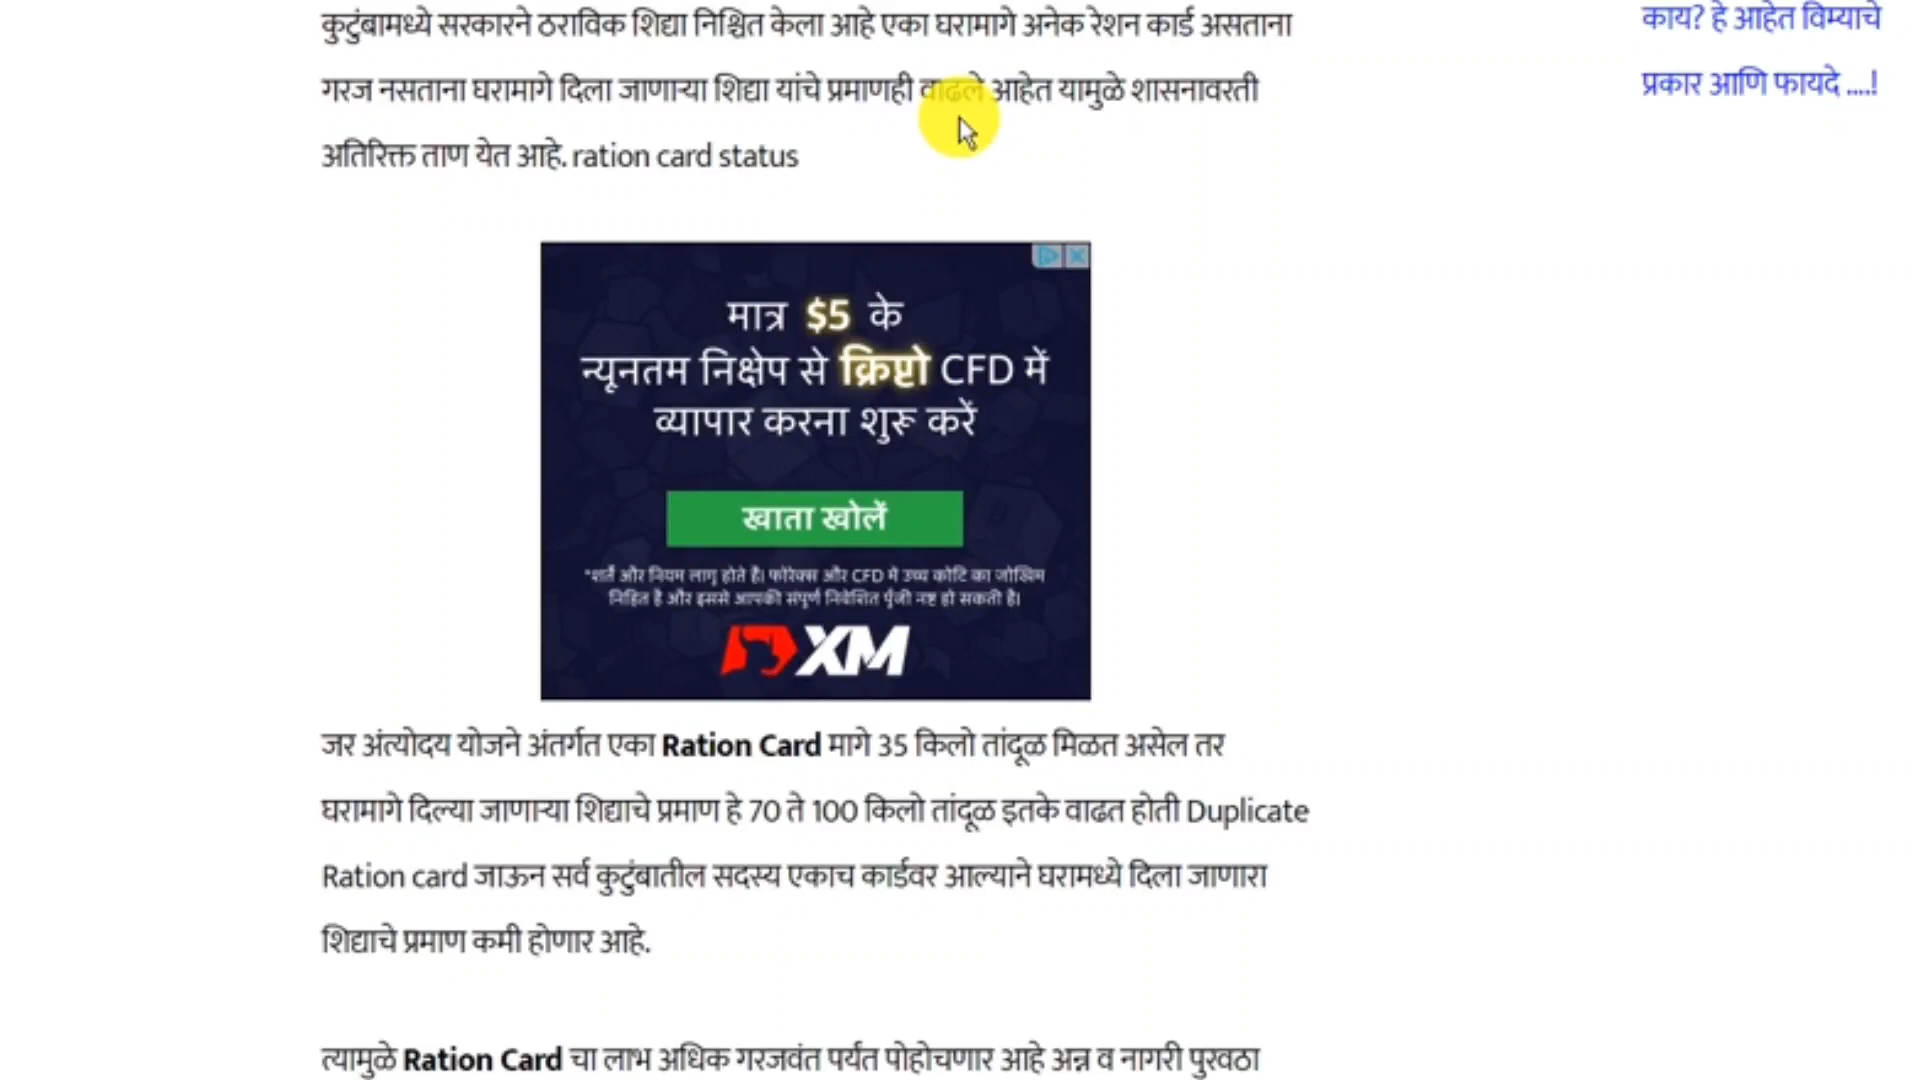 कुटुंबामध्ये सरकारने ठराविक शिद्या निश्चित केला आहे एका घरामागे अनेक रेशन कार्ड असताना
गरज नसताना घरामागे दिला जाणाऱ्या शिद्या यांचे प्रमाणही वाढले आहेत यामुळे शासनावरती
अतिरिक्त ताण येत आहे. ration card status
काय? हे आहेत विम्याचे
प्रकार आणि फायदे ....!
मात्र $5 के
न्यूनतम निक्षेप से क्रिप्टो CFD में
व्यापार करना शुरू करें
खाता खोलें
*शर्तें और नियम लागू होते है। फोरेक्स और CFD में उच्च कोटि का जोखिम
निहित है और इससे आपकी संपूर्ण निवेशित पूँजी नष्ट हो सकती है।
XM
जर अंत्योदय योजने अंतर्गत एका Ration Card मागे 35 किलो तांदूळ मिळत असेल तर
घरामागे दिल्या जाणाऱ्या शिद्याचे प्रमाण हे 70 ते 100 किलो तांदूळ इतके वाढत होती Duplicate
Ration card जाऊन सर्व कुटुंबातील सदस्य एकाच कार्डवर आल्याने घरामध्ये दिला जाणारा
शिद्याचे प्रमाण कमी होणार आहे.
त्यामुळे Ration Card चा लाभ अधिक गरजवंत पर्यंत पोहोचणार आहे अन्न व नागरी पुरवठा